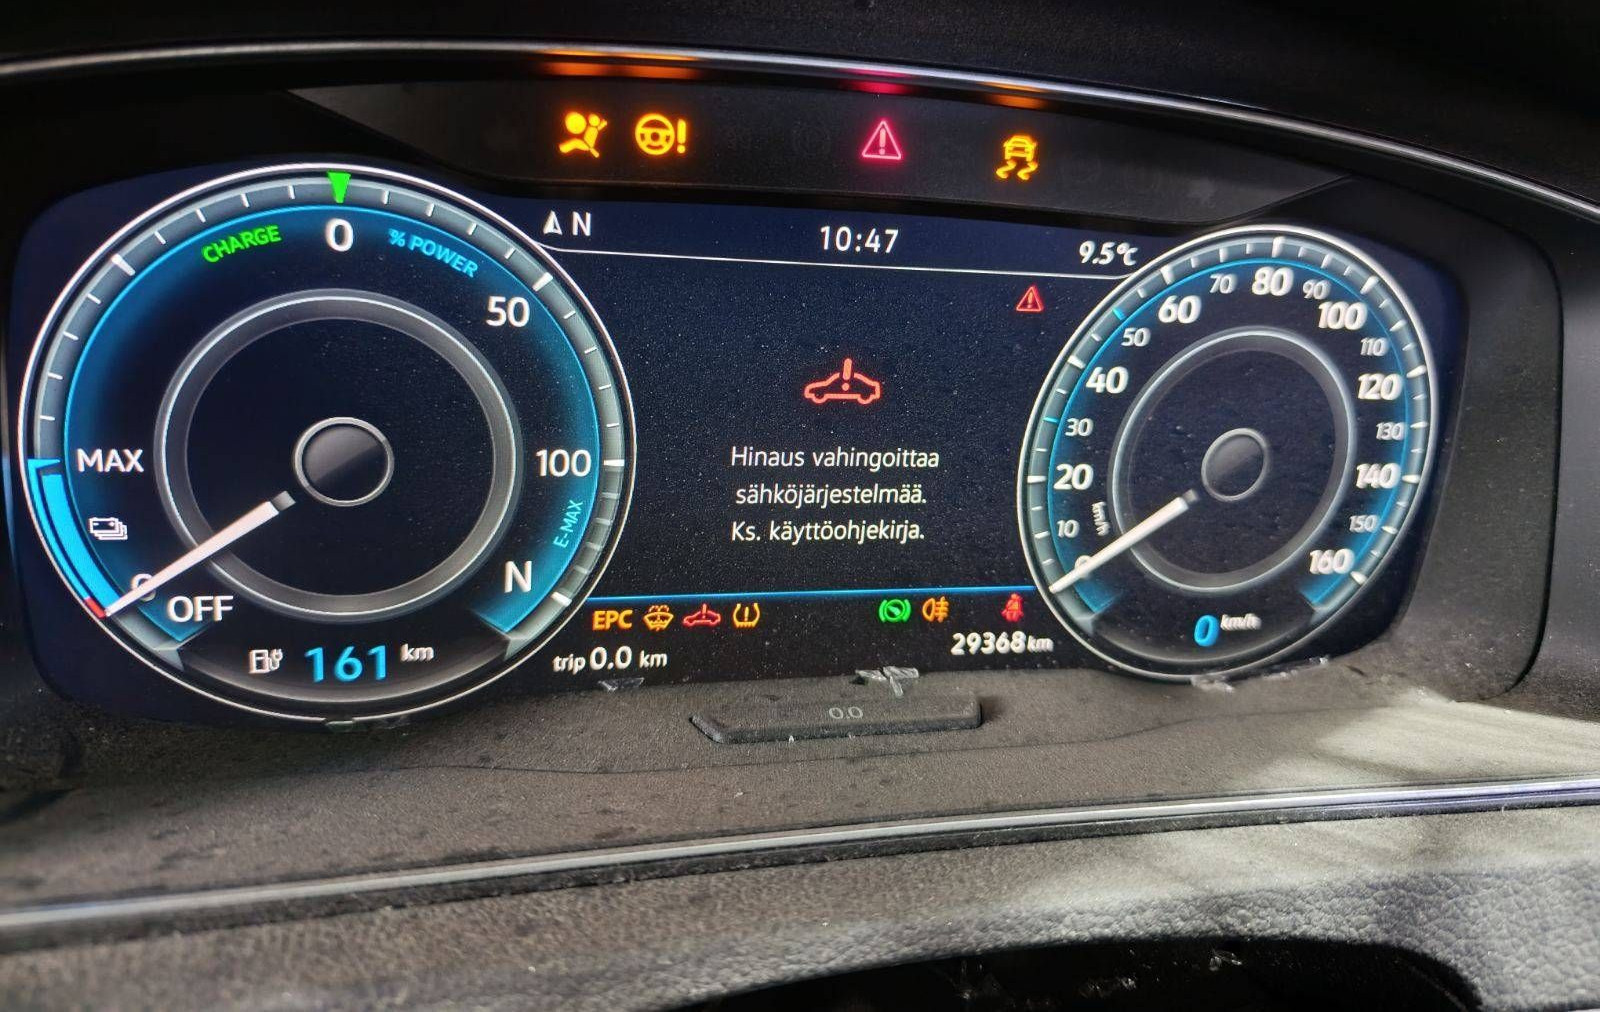 N
10:47
9.5°C
CHARGE
0
% POWER
50
100
E-MAX
N
MAX
0
OFF
161 km
Hinaus vahingoittaa
sähköjärjestelmää.
Ks. käyttöohjekirja.
EPC
trip 0.0 km
29368 km
0 10 20 30 40 50 60 70 80 90 100 110 120 130 140 150 160
km/h
0 km/h
0.0